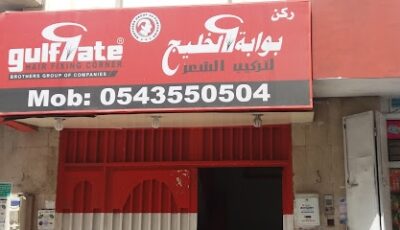 ركن
gulfgate®
بوابة الخليج
HAIR FIXING CORNER
لتركيب الشعر
BROTHERS GROUP OF COMPANIES
Mob: 0543550504